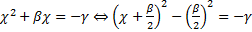 χ² + βχ = −γ ⇔ (χ + β/2)² − (β/2)² = −γ